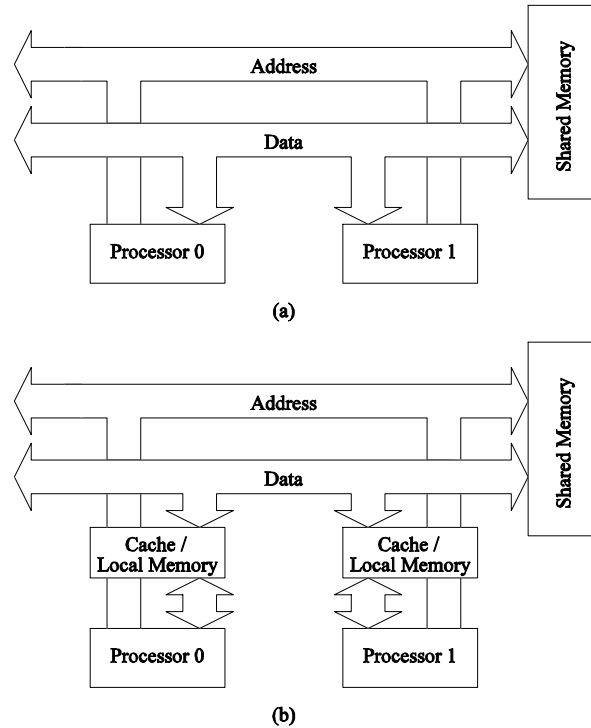 Address
Shared Memory
Data
Processor 0
Processor 1
(a)
Address
Shared Memory
Data
Cache /
Local Memory
Cache /
Local Memory
Processor 0
Processor 1
(b)